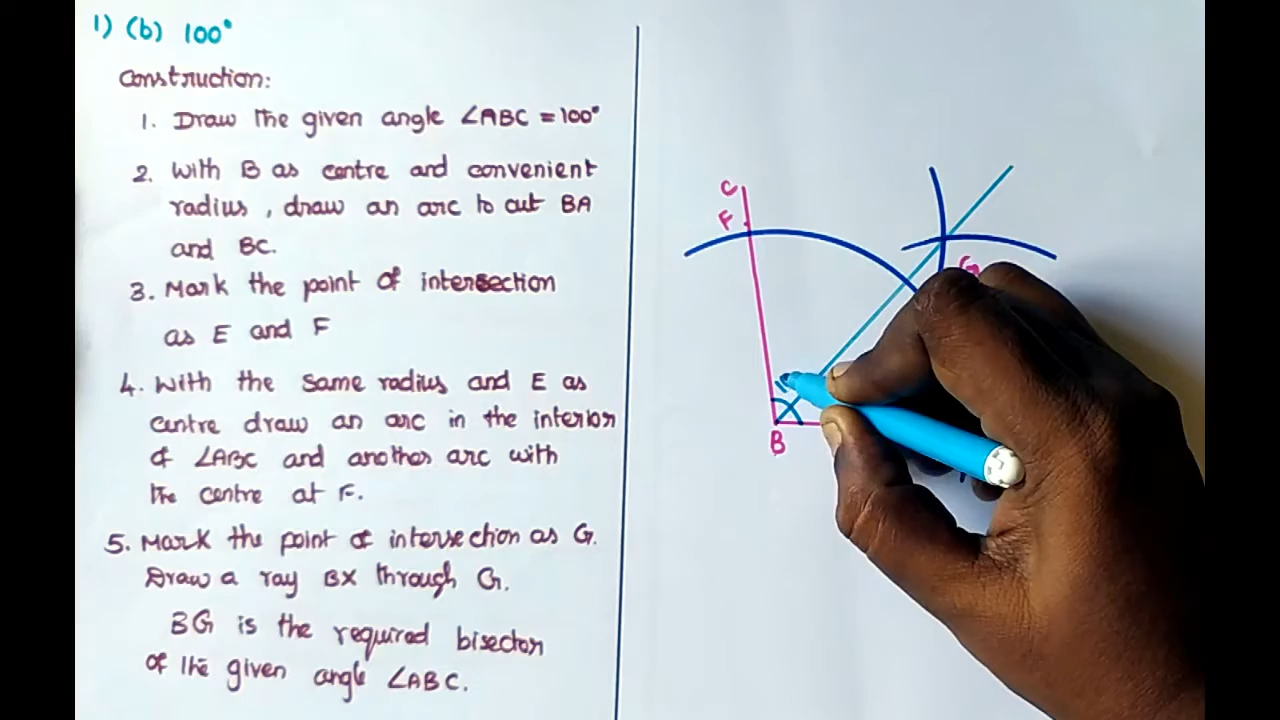 1) (b) 100°
Construction:
1. Draw the given angle ∠ABC = 100°
2. With B as centre and convenient
radius, draw an arc to cut BA
and BC.
3. Mark the point of intersection
as E and F
4. With the same radius and E as
centre draw an arc in the interior
of ∠ABC and another arc with
the centre at F.
5. Mark the point of intersection as G.
Draw a ray BX through G.
BG is the required bisector
of the given angle ∠ABC.
C
F
G
B